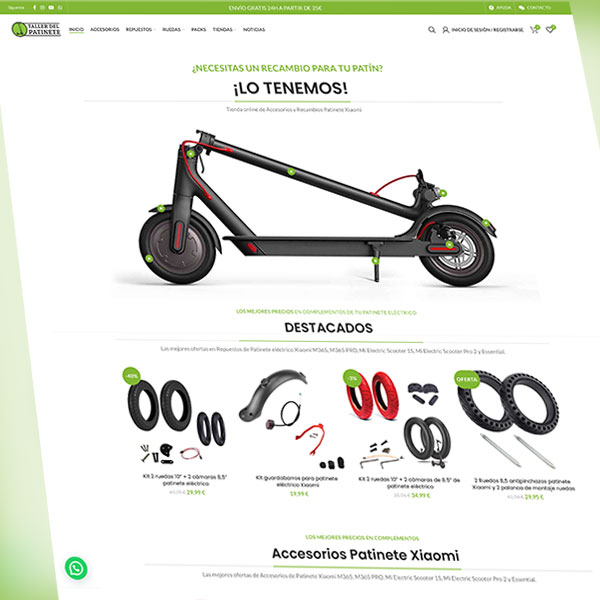 Síguenos
ENVÍO GRATIS 24H A PARTIR DE 25€
AYUDA
CONTACTO
TALLER DEL
PATINETE
INICIO
ACCESORIOS
REPUESTOS
RUEDAS
PACKS
TIENDAS
NOTICIAS
INICIO DE SESIÓN / REGISTRARSE
¿NECESITAS UN RECAMBIO PARA TU PATÍN?
¡LO TENEMOS!
Tienda online de Accesorios y Recambios Patinete Xiaomi
LOS MEJORES PRECIOS EN COMPLEMENTOS DE TU PATINETE ELÉCTRICO
DESTACADOS
Las mejores ofertas en Repuestos de Patinete eléctrico Xiaomi M365, M365 PRO, Mi Electric Scooter 1S, Mi Electric Scooter Pro 2 y Essential.
-40%
-7%
OFERTA
Kit 2 ruedas 10" + 2 cámaras 8,5"
patinete eléctrico
29,99 €
Kit guardabarros para patinete
eléctrico Xiaomi
19,99 €
Kit 2 ruedas 10" + 2 cámaras de 8,5" de
patinete eléctrico
34,99 €
2 Ruedas 8,5 antipinchazos patinete
Xiaomi y 2 palanca de montaje ruedas
29,95 €
LOS MEJORES PRECIOS EN COMPLEMENTOS
Accesorios Patinete Xiaomi
Las mejores ofertas de Accesorios de Patinete Xiaomi M365, M365 PRO, Mi Electric Scooter 1S, Mi Electric Scooter Pro 2 y Essential.